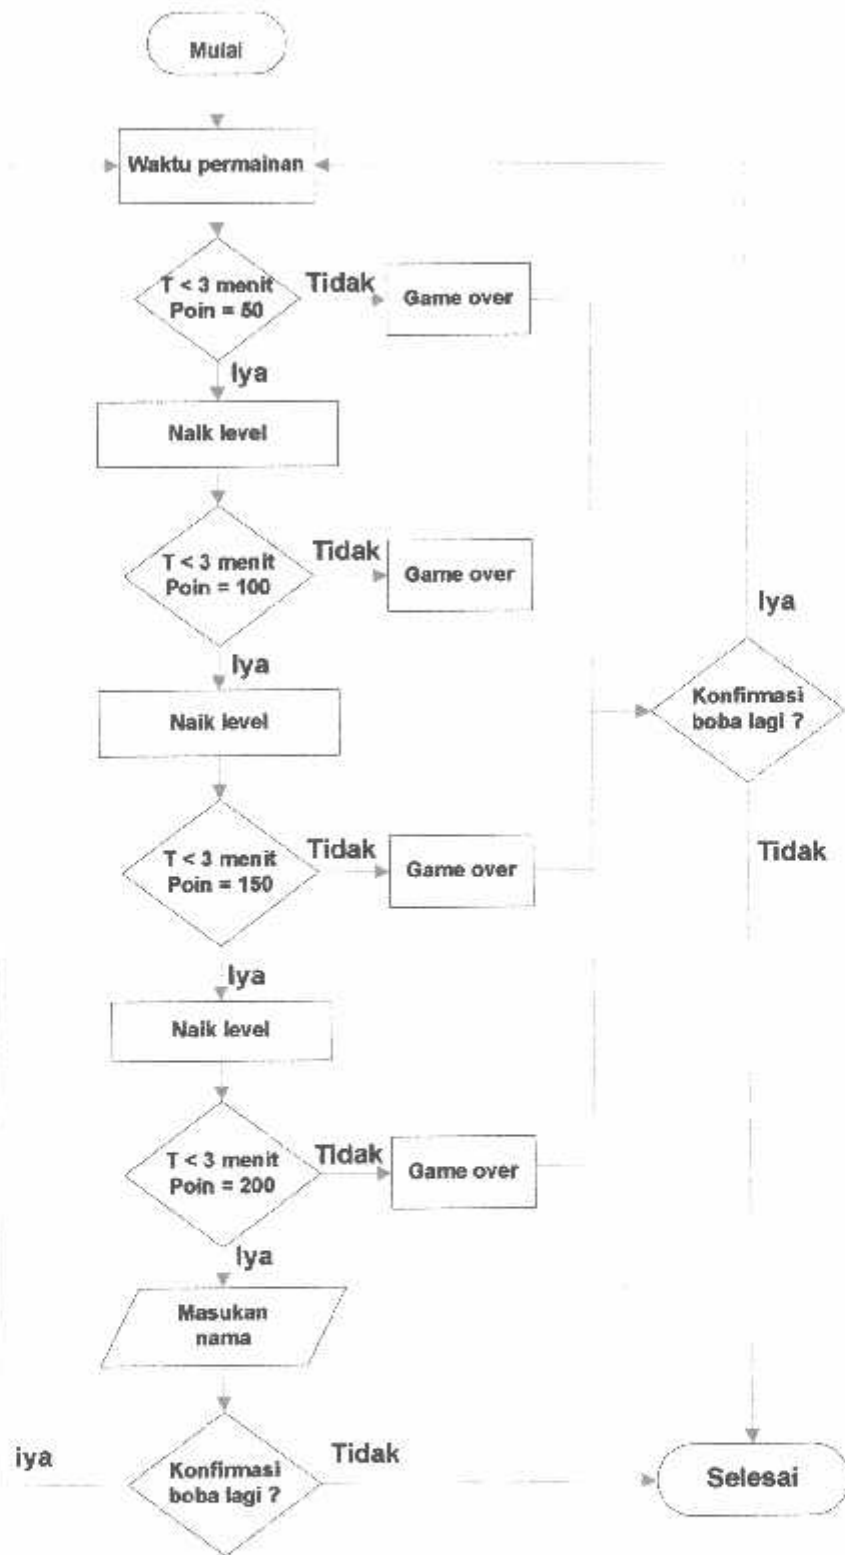 Mulai
Waktu permainan
T < 3 menit
Poin = 50
Tidak
Game over
Iya
Naik level
T < 3 menit
Poin = 100
Tidak
Game over
Iya
Iya
Naik level
Konfirmasi
boba lagi ?
T < 3 menit
Poin = 150
Tidak
Game over
Tidak
Iya
Naik level
T < 3 menit
Poin = 200
Tidak
Game over
Iya
Masukan
nama
iya
Konfirmasi
boba lagi ?
Tidak
Selesai